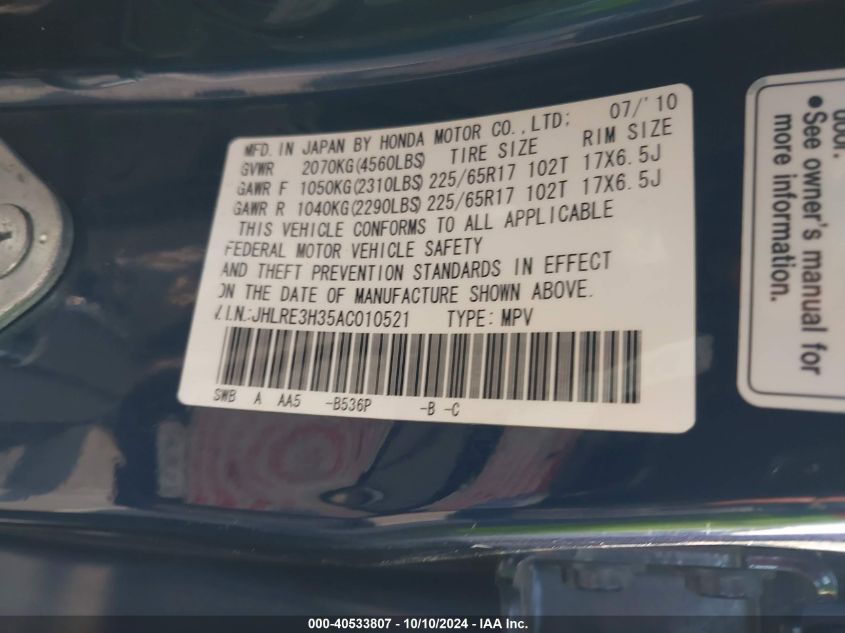 MFD. IN JAPAN BY HONDA MOTOR CO.,LTD; 07/'10
GVWR 2070KG(4560LBS) TIRE SIZE RIM SIZE
GAWR F 1050KG(2310LBS) 225/65R17 102T 17X6.5J
GAWR R 1040KG(2290LBS) 225/65R17 102T 17X6.5J
THIS VEHICLE CONFORMS TO ALL APPLICABLE
FEDERAL MOTOR VEHICLE SAFETY
AND THEFT PREVENTION STANDARDS IN EFFECT
ON THE DATE OF MANUFACTURE SHOWN ABOVE.
V.I.N.:JHLRE3H35AC010521 TYPE: MPV
SWB A AA5 -B536P -B -C
door.
•See owner's manual for
more information.
000-40533807 - 10/10/2024 - IAA Inc.